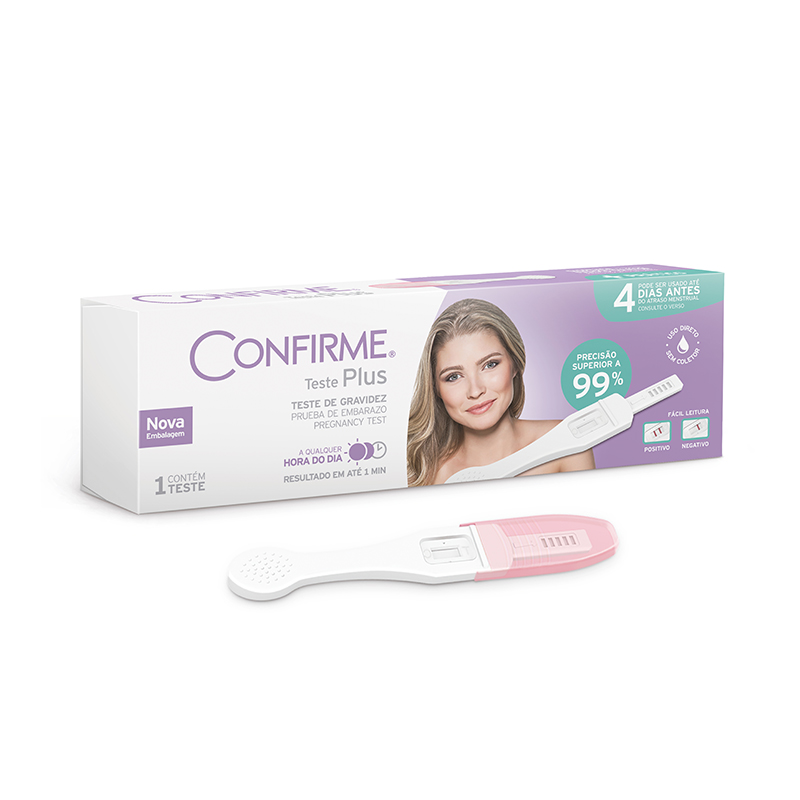 CONFIRME®
Teste Plus
TESTE DE GRAVIDEZ
PRUEBA DE EMBARAZO
PREGNANCY TEST
A QUALQUER
HORA DO DIA
RESULTADO EM ATÉ 1 MIN
Nova
Embalagem
1 CONTÉM
TESTE
4 PODE SER USADO ATÉ
DIAS ANTES
DO ATRASO MENSTRUAL
CONSULTE O VERSO
PRECISÃO
SUPERIOR A
99%
USO DIRETO
SEM COLETOR
FÁCIL LEITURA
POSITIVO
NEGATIVO